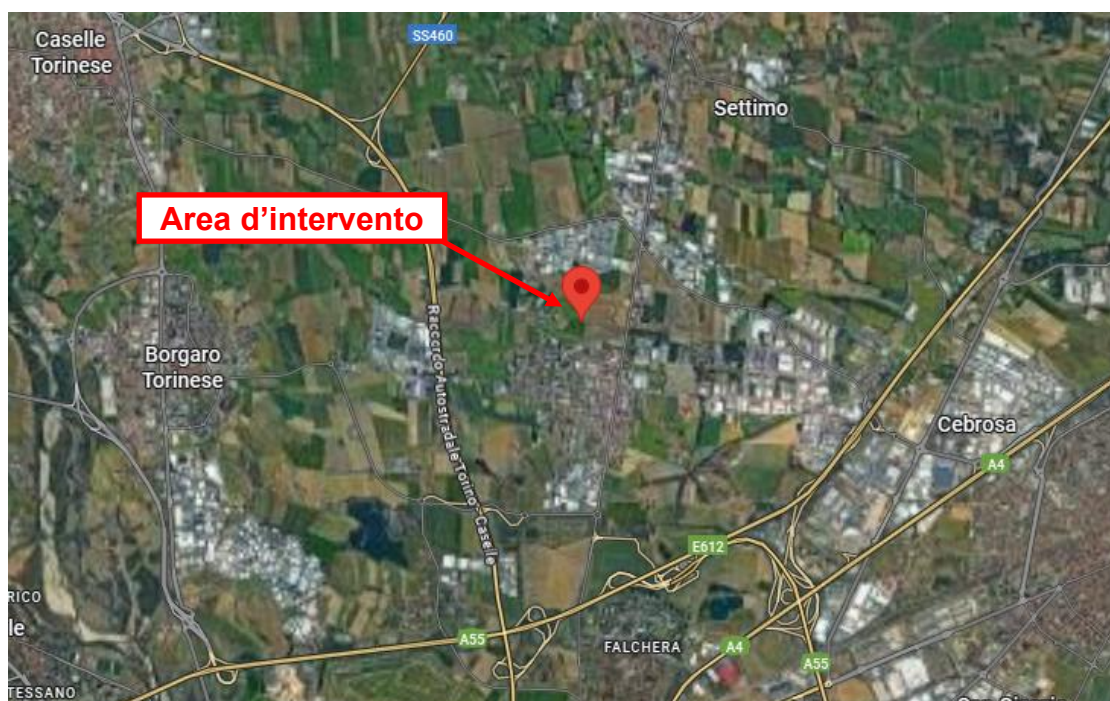 Caselle
Torinese
SS460
Settimo
Area d’intervento
Raccordo Autostradale Torino - Caselle
Borgaro
Torinese
Cebrosa
A4
E612
RICO
le
A55
FALCHERA
A4
A55
TESSANO